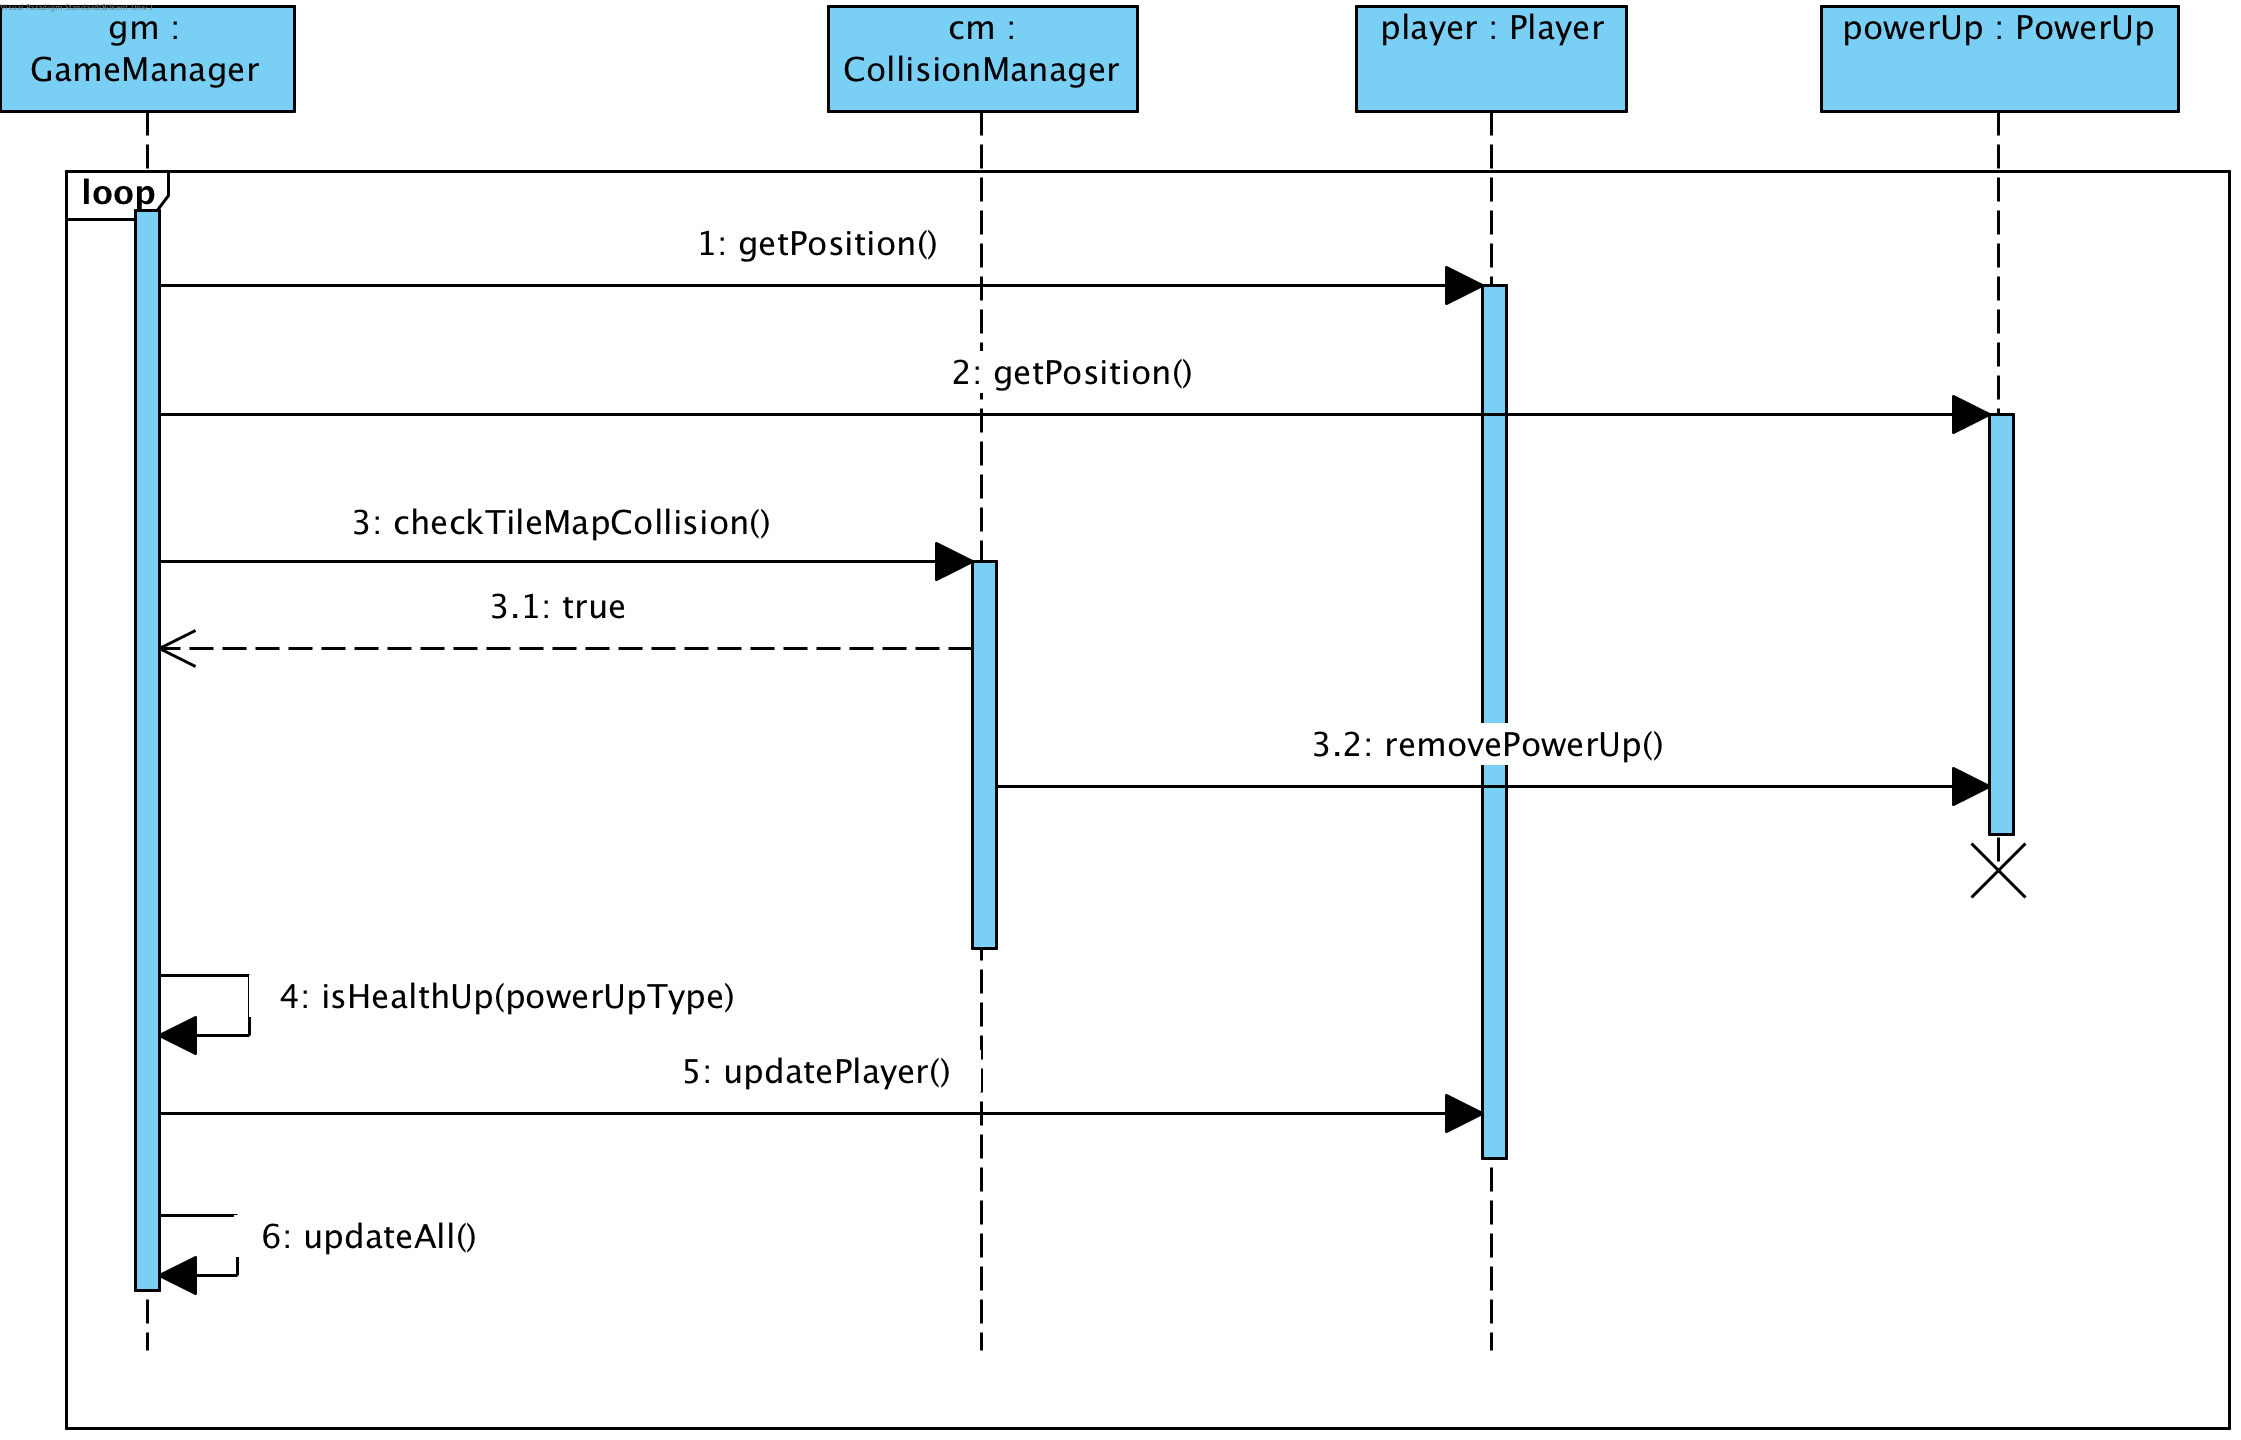 gm :
GameManager
cm :
CollisionManager
player : Player
powerUp : PowerUp
loop
1: getPosition()
2: getPosition()
3: checkTileMapCollision()
3.1: true
3.2: removePowerUp()
4: isHealthUp(powerUpType)
5: updatePlayer()
6: updateAll()